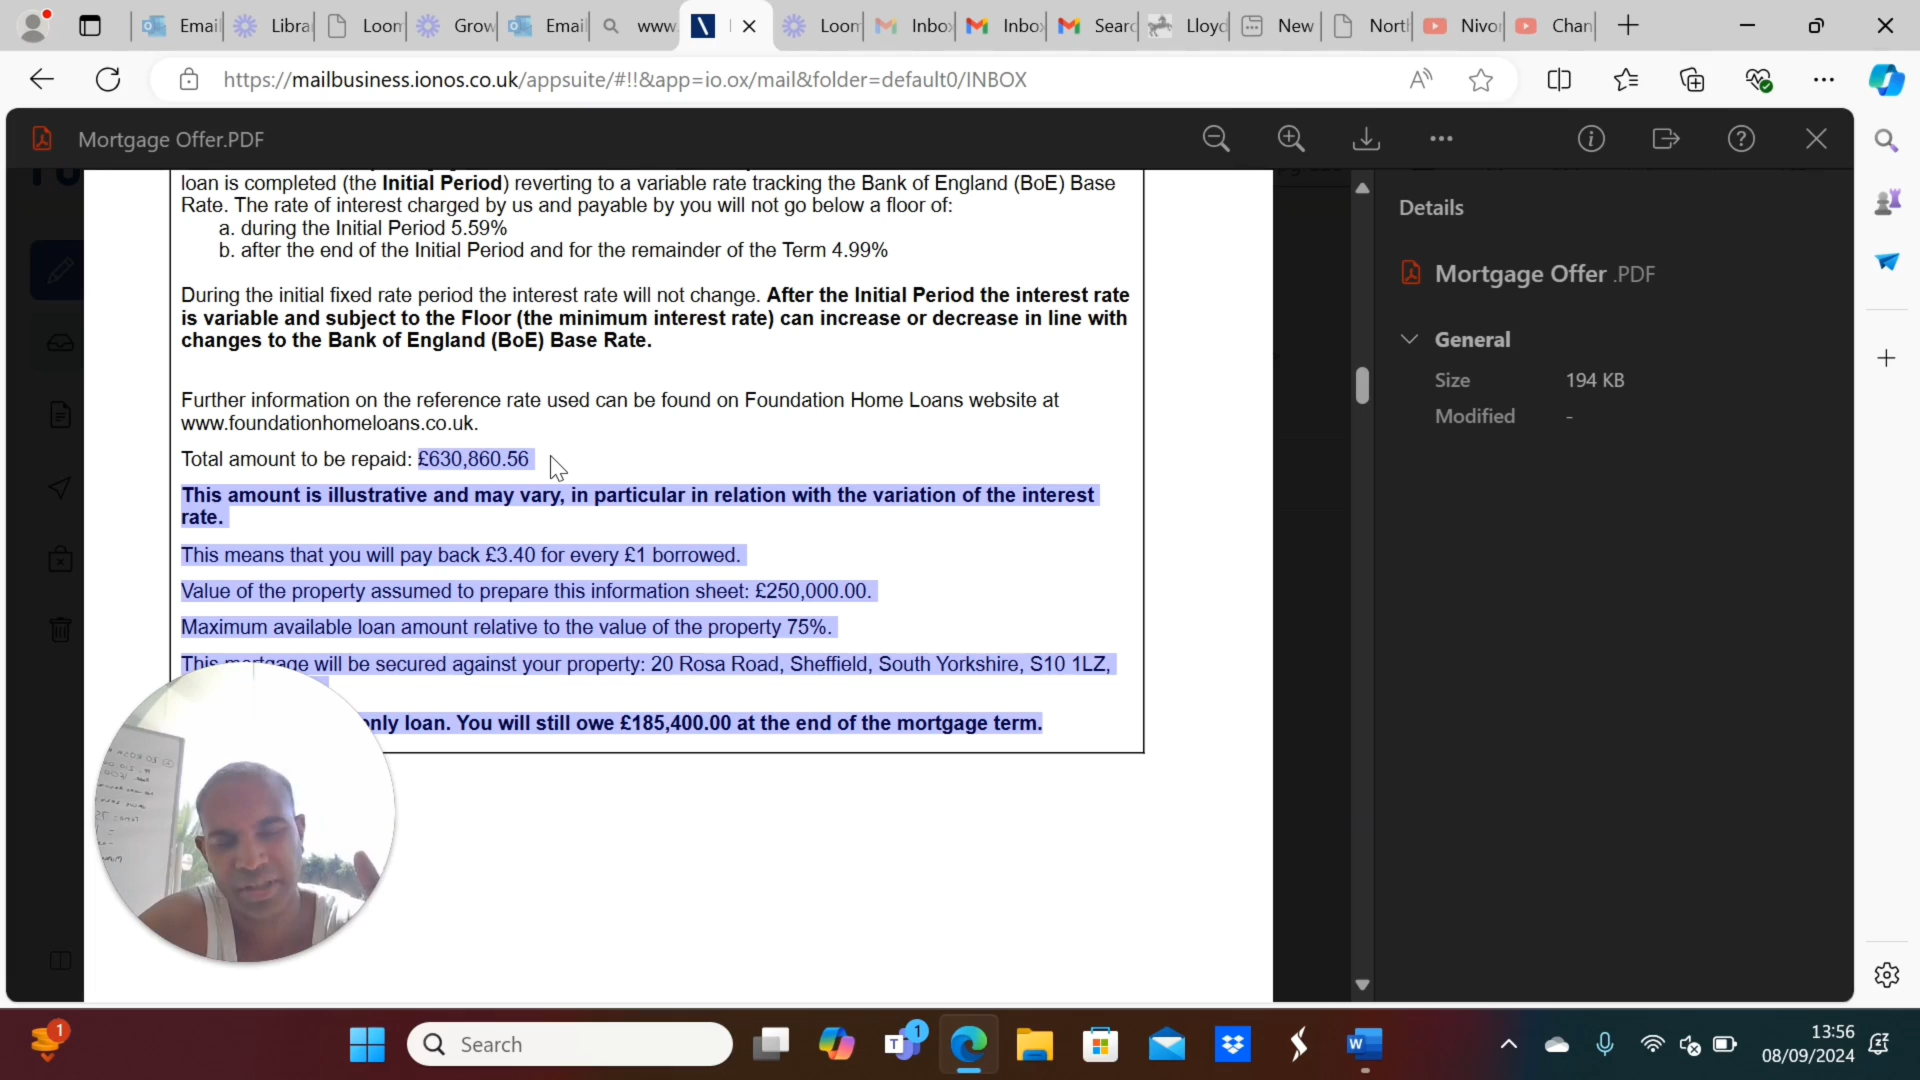 Email
Libra
Loom
Grow
Email
www.
Loom
Inbox
Inbox
Searc
Lloyd
New
North
Nivor
Chan
https://mailbusiness.ionos.co.uk/appsuite/#!!&app=io.ox/mail&folder=default0/INBOX
Mortgage Offer.PDF
loan is completed (the Initial Period) reverting to a variable rate tracking the Bank of England (BoE) Base
Rate. The rate of interest charged by us and payable by you will not go below a floor of:
a. during the Initial Period 5.59%
b. after the end of the Initial Period and for the remainder of the Term 4.99%
During the initial fixed rate period the interest rate will not change. After the Initial Period the interest rate
is variable and subject to the Floor (the minimum interest rate) can increase or decrease in line with
changes to the Bank of England (BoE) Base Rate.
Further information on the reference rate used can be found on Foundation Home Loans website at
www.foundationhomeloans.co.uk.
Total amount to be repaid: £630,860.56
This amount is illustrative and may vary, in particular in relation with the variation of the interest
rate.
This means that you will pay back £3.40 for every £1 borrowed.
Value of the property assumed to prepare this information sheet: £250,000.00.
Maximum available loan amount relative to the value of the property 75%.
This mortgage will be secured against your property: 20 Rosa Road, Sheffield, South Yorkshire, S10 1LZ,
only loan. You will still owe £185,400.00 at the end of the mortgage term.
Details
Mortgage Offer .PDF
General
Size 194 KB
Modified -
1
Search
1
13:56
08/09/2024